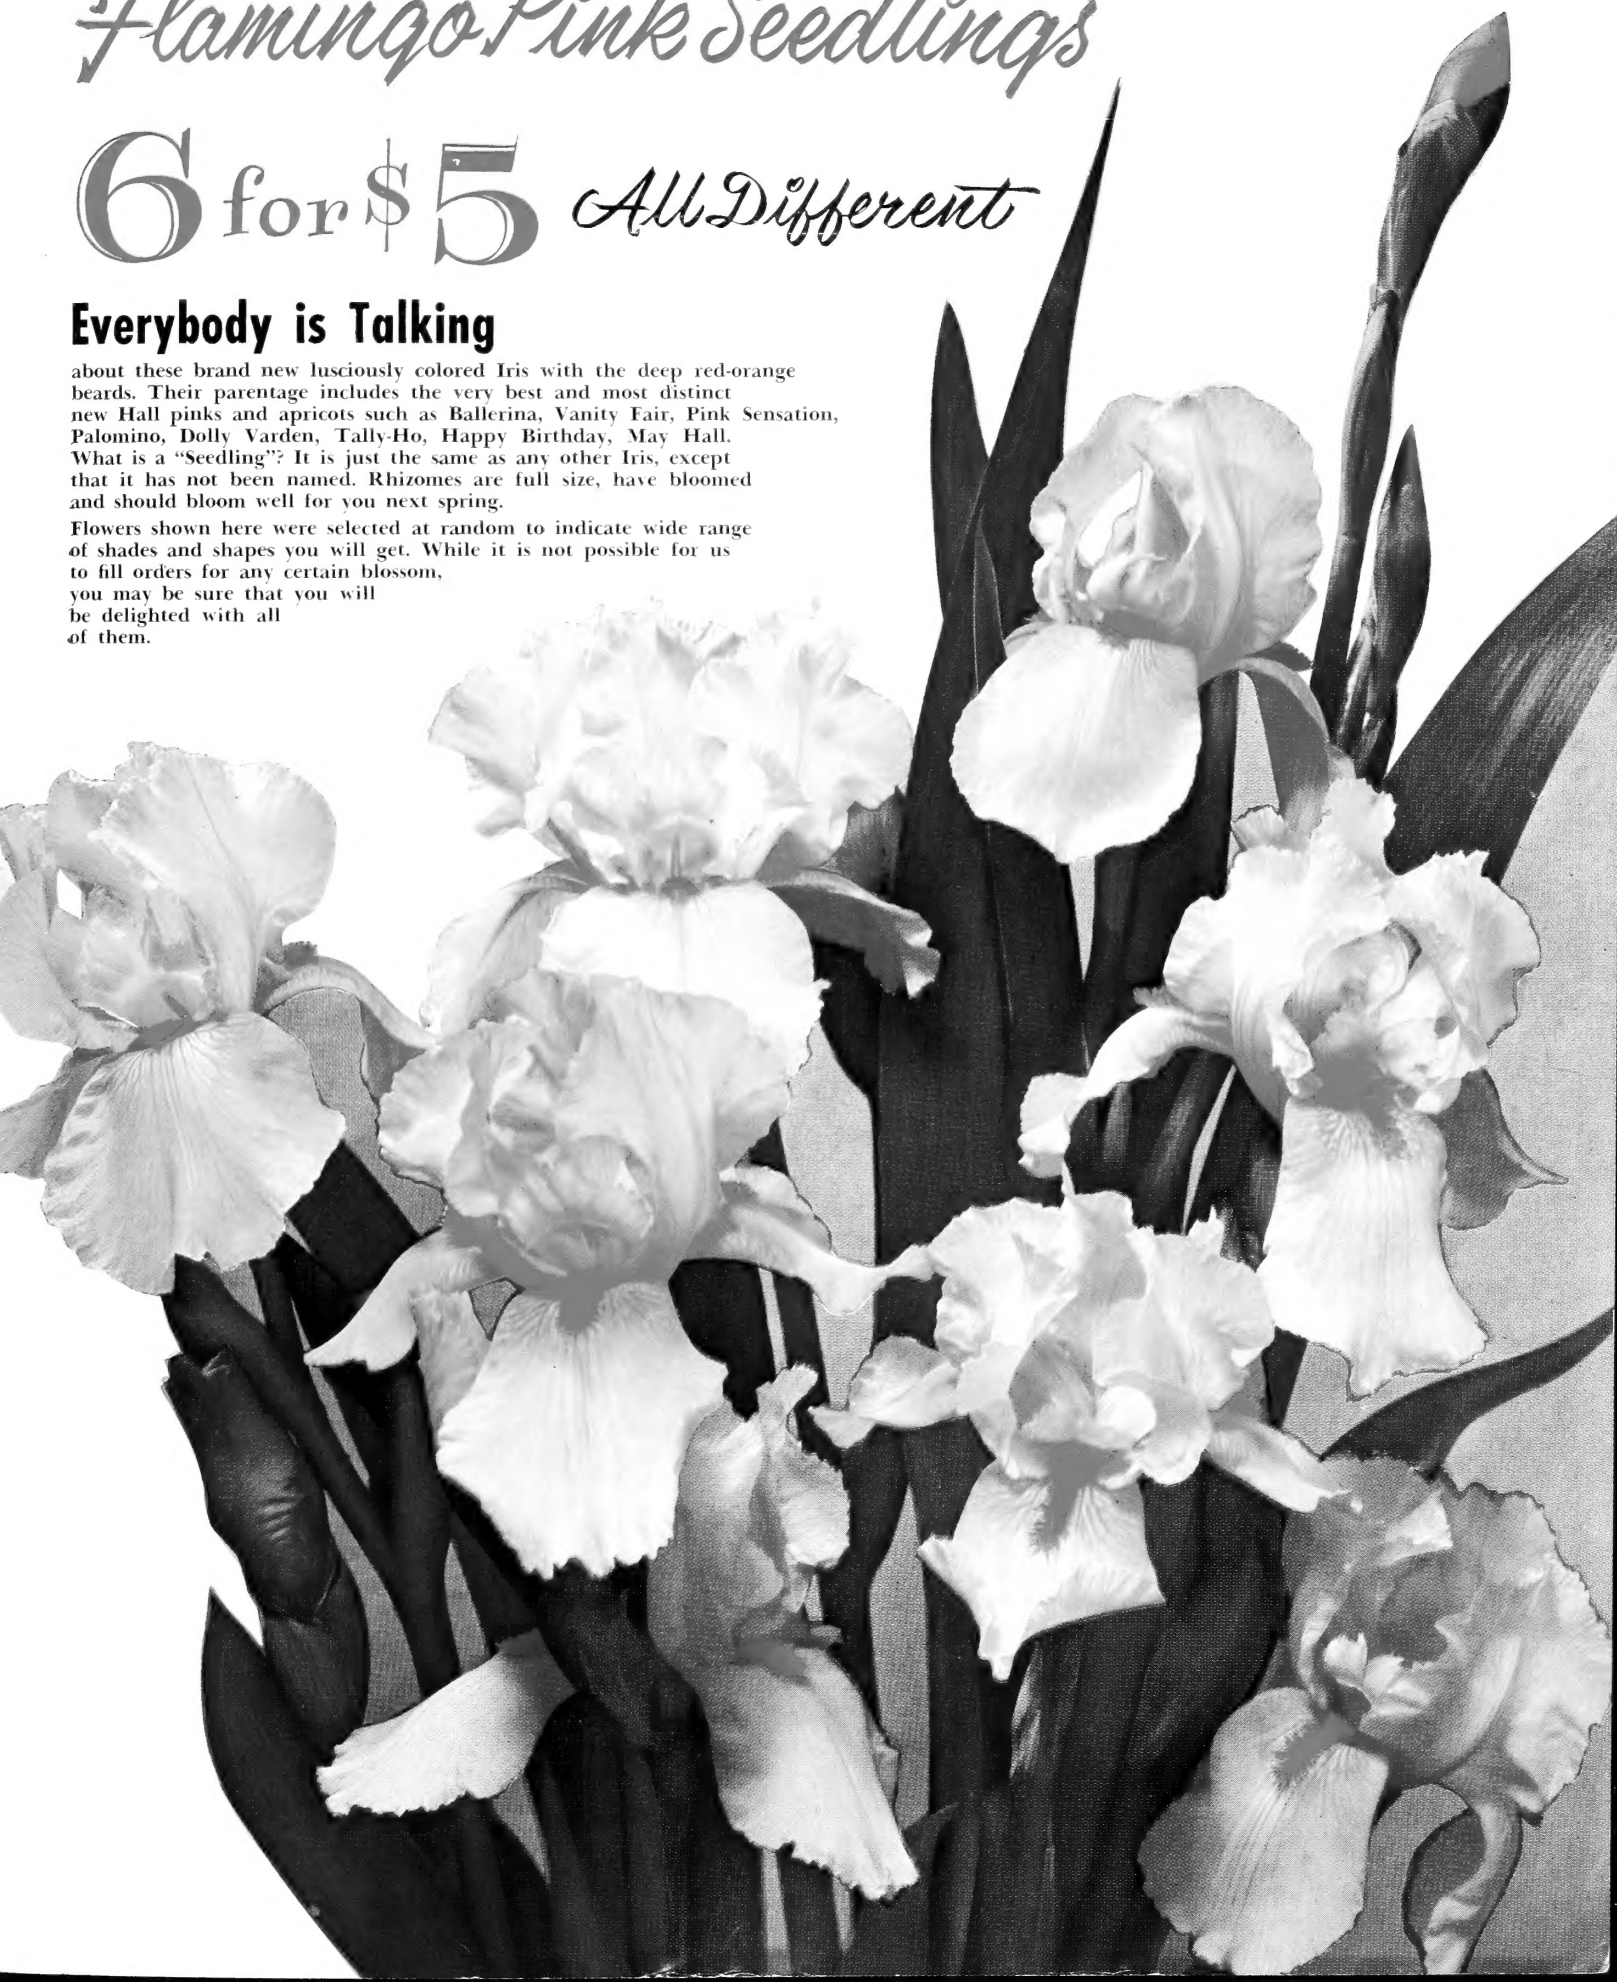 Flamingo Pink Seedlings
6 for $5 All Different
Everybody is Talking
about these brand new lusciously colored Iris with the deep red-orange
beards. Their parentage includes the very best and most distinct
new Hall pinks and apricots such as Ballerina, Vanity Fair, Pink Sensation,
Palomino, Dolly Varden, Tally-Ho, Happy Birthday, May Hall.
What is a “Seedling”? It is just the same as any other Iris, except
that it has not been named. Rhizomes are full size, have bloomed
and should bloom well for you next spring.
Flowers shown here were selected at random to indicate wide range
of shades and shapes you will get. While it is not possible for us
to fill orders for any certain blossom,
you may be sure that you will
be delighted with all
of them.